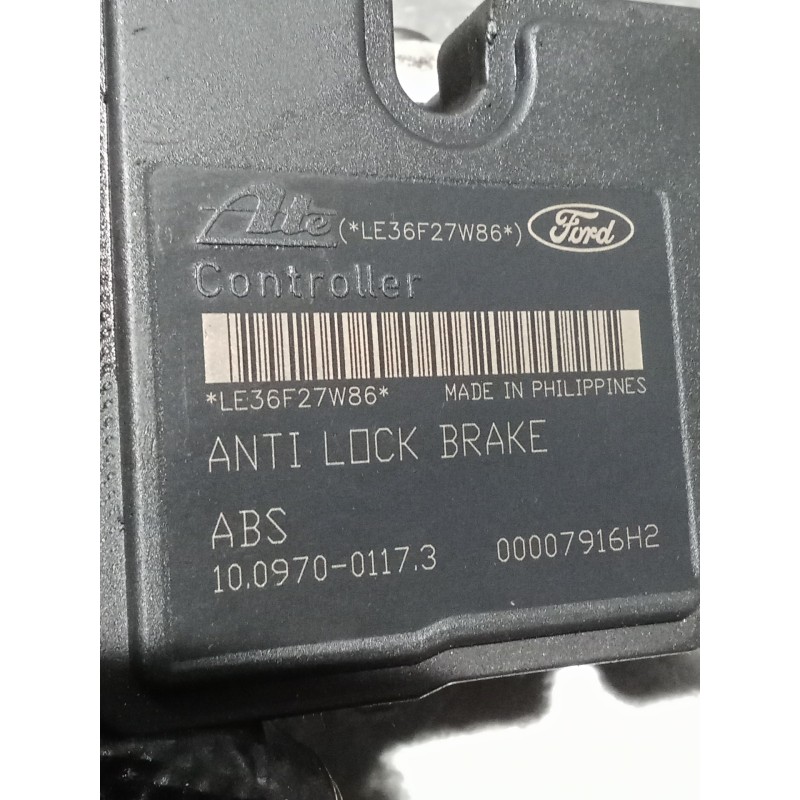 Ate (*LE36F27W86*) Ford
Controller
*LE36F27W86* MADE IN PHILIPPINES
ANTI LOCK BRAKE
ABS
10.0970-0117.3 00007916H2